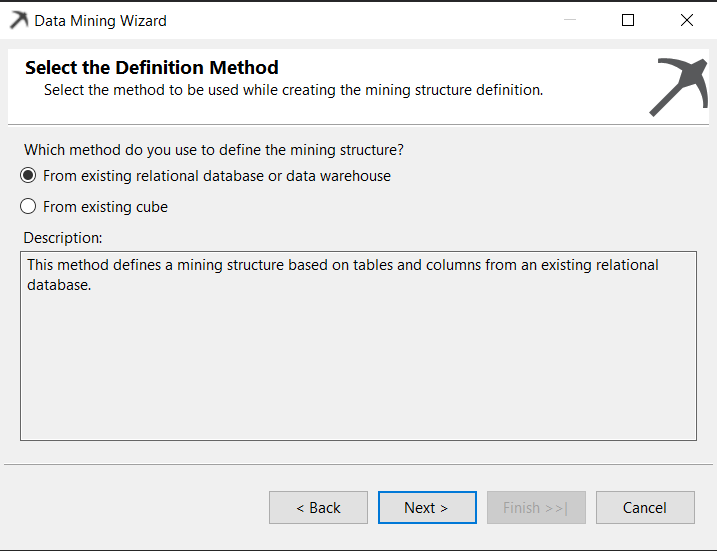 Data Mining Wizard
Select the Definition Method
Select the method to be used while creating the mining structure definition.
Which method do you use to define the mining structure?
From existing relational database or data warehouse
From existing cube
Description:
This method defines a mining structure based on tables and columns from an existing relational
database.
< Back
Next >
Finish >>|
Cancel